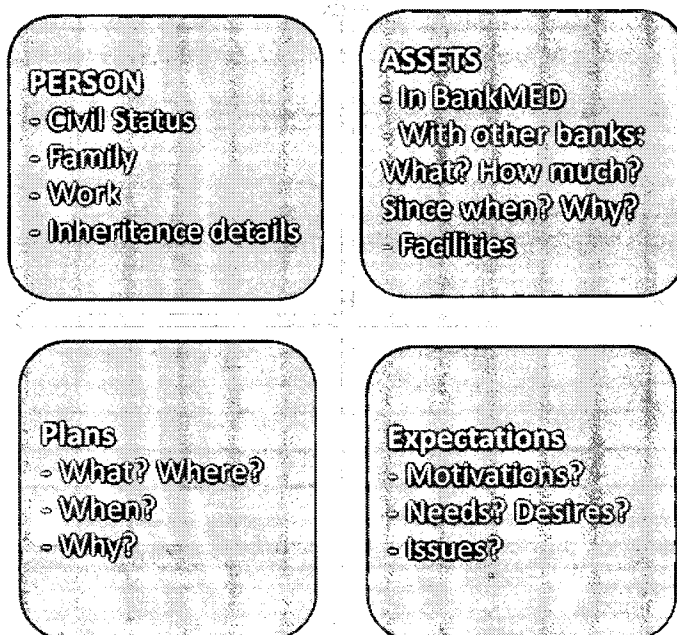 PERSON
- Civil Status
- Family
- Work
- Inheritance details
ASSETS
- In BankMED
- With other banks:
What? How much?
Since when? Why?
- Facilities
Plans
- What? Where?
- When?
- Why?
Expectations
- Motivations?
- Needs? Desires?
- Issues?